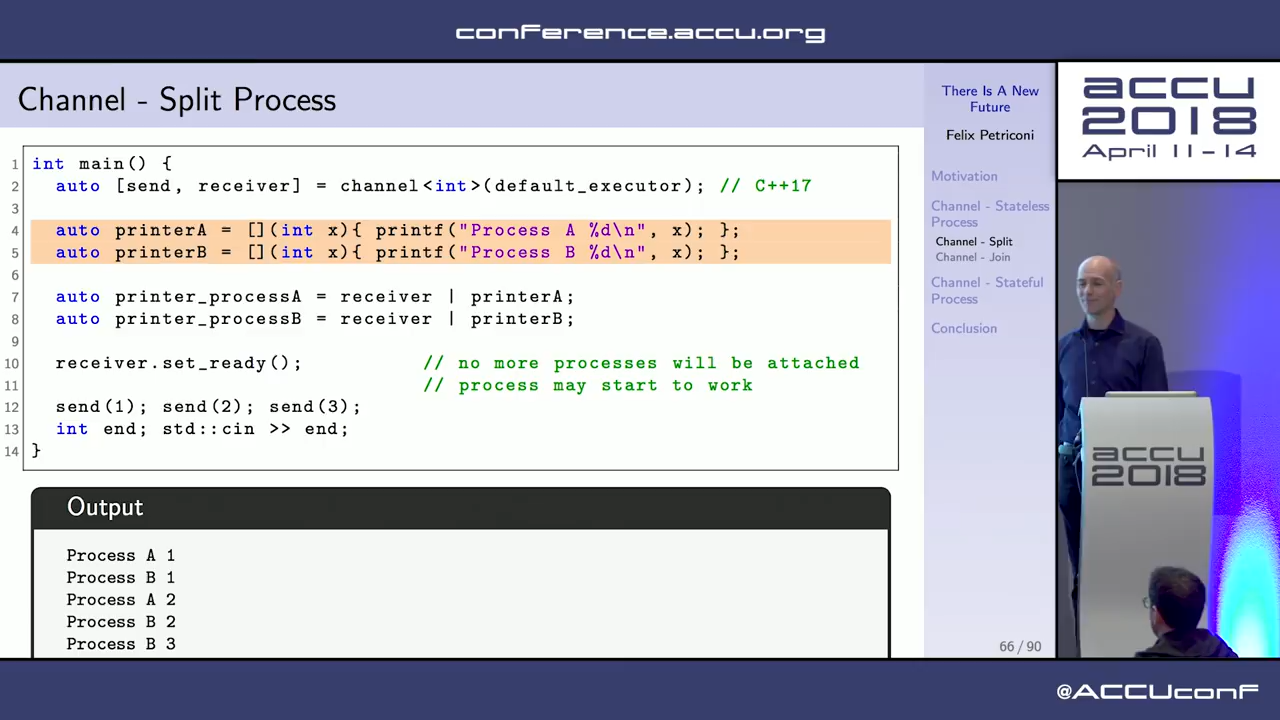 conference.accu.org
Channel - Split Process
1 int main() {
2 auto [send, receiver] = channel<int>(default_executor); // C++17
3
4 auto printerA = [](int x){ printf("Process A %d\n", x); };
5 auto printerB = [](int x){ printf("Process B %d\n", x); };
6
7 auto printer_processA = receiver | printerA;
8 auto printer_processB = receiver | printerB;
9
10 receiver.set_ready(); // no more processes will be attached
11 // process may start to work
12 send(1); send(2); send(3);
13 int end; std::cin >> end;
14 }
Output
Process A 1
Process B 1
Process A 2
Process B 2
Process B 3
There Is A New
Future
Felix Petriconi
Motivation
Channel - Stateless
Process
Channel - Split
Channel - Join
Channel - Stateful
Process
Conclusion
66 / 90
accu
2018
April 11-14
accu
2018
@ACCUconf